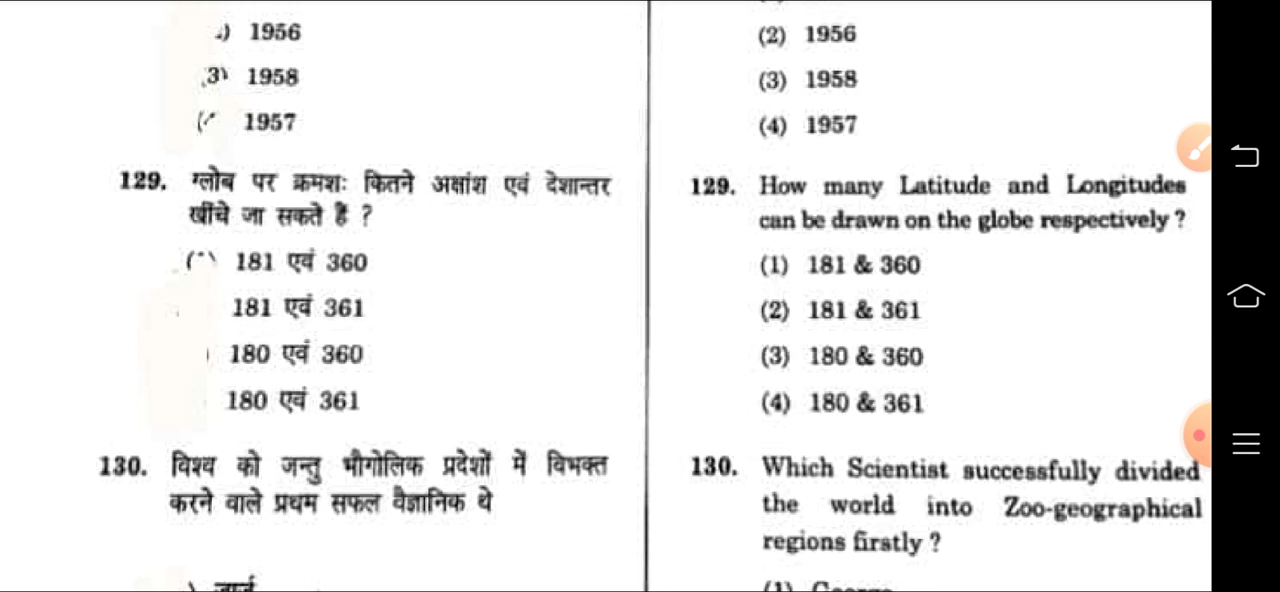 1956
1958
1957
129. ग्लोब पर क्रमशः कितने अक्षांश एवं देशान्तर
खींचे जा सकते हैं ?
181 एवं 360
181 एवं 361
180 एवं 360
180 एवं 361
130. विश्व को जन्तु भौगोलिक प्रदेशों में विभक्त
करने वाले प्रथम सफल वैज्ञानिक थे
(2) 1956
(3) 1958
(4) 1957
129. How many Latitude and Longitudes
can be drawn on the globe respectively ?
(1) 181 & 360
(2) 181 & 361
(3) 180 & 360
(4) 180 & 361
130. Which Scientist successfully divided
the world into Zoo-geographical
regions firstly ?